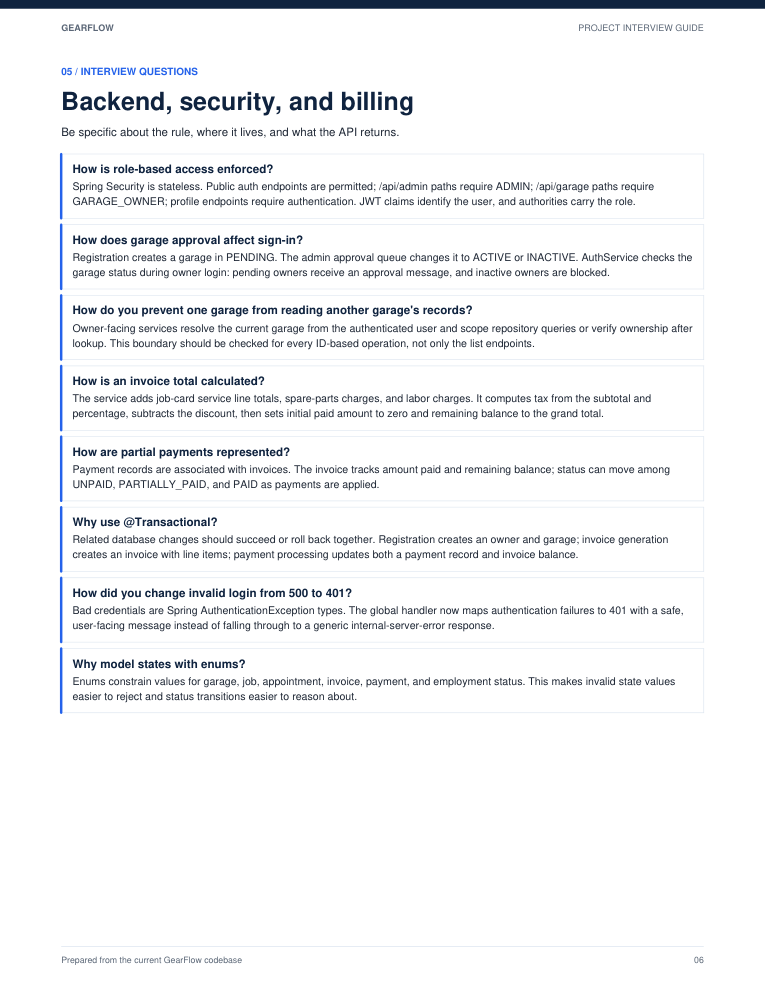 GEARFLOW
PROJECT INTERVIEW GUIDE
05 / INTERVIEW QUESTIONS
Backend, security, and billing
Be specific about the rule, where it lives, and what the API returns.
How is role-based access enforced?
Spring Security is stateless. Public auth endpoints are permitted; /api/admin paths require ADMIN; /api/garage paths require
GARAGE_OWNER; profile endpoints require authentication. JWT claims identify the user, and authorities carry the role.
How does garage approval affect sign-in?
Registration creates a garage in PENDING. The admin approval queue changes it to ACTIVE or INACTIVE. AuthService checks the
garage status during owner login: pending owners receive an approval message, and inactive owners are blocked.
How do you prevent one garage from reading another garage's records?
Owner-facing services resolve the current garage from the authenticated user and scope repository queries or verify ownership after
lookup. This boundary should be checked for every ID-based operation, not only the list endpoints.
How is an invoice total calculated?
The service adds job-card service line totals, spare-parts charges, and labor charges. It computes tax from the subtotal and
percentage, subtracts the discount, then sets initial paid amount to zero and remaining balance to the grand total.
How are partial payments represented?
Payment records are associated with invoices. The invoice tracks amount paid and remaining balance; status can move among
UNPAID, PARTIALLY_PAID, and PAID as payments are applied.
Why use @Transactional?
Related database changes should succeed or roll back together. Registration creates an owner and garage; invoice generation
creates an invoice with line items; payment processing updates both a payment record and invoice balance.
How did you change invalid login from 500 to 401?
Bad credentials are Spring AuthenticationException types. The global handler now maps authentication failures to 401 with a safe,
user-facing message instead of falling through to a generic internal-server-error response.
Why model states with enums?
Enums constrain values for garage, job, appointment, invoice, payment, and employment status. This makes invalid state values
easier to reject and status transitions easier to reason about.
Prepared from the current GearFlow codebase
06